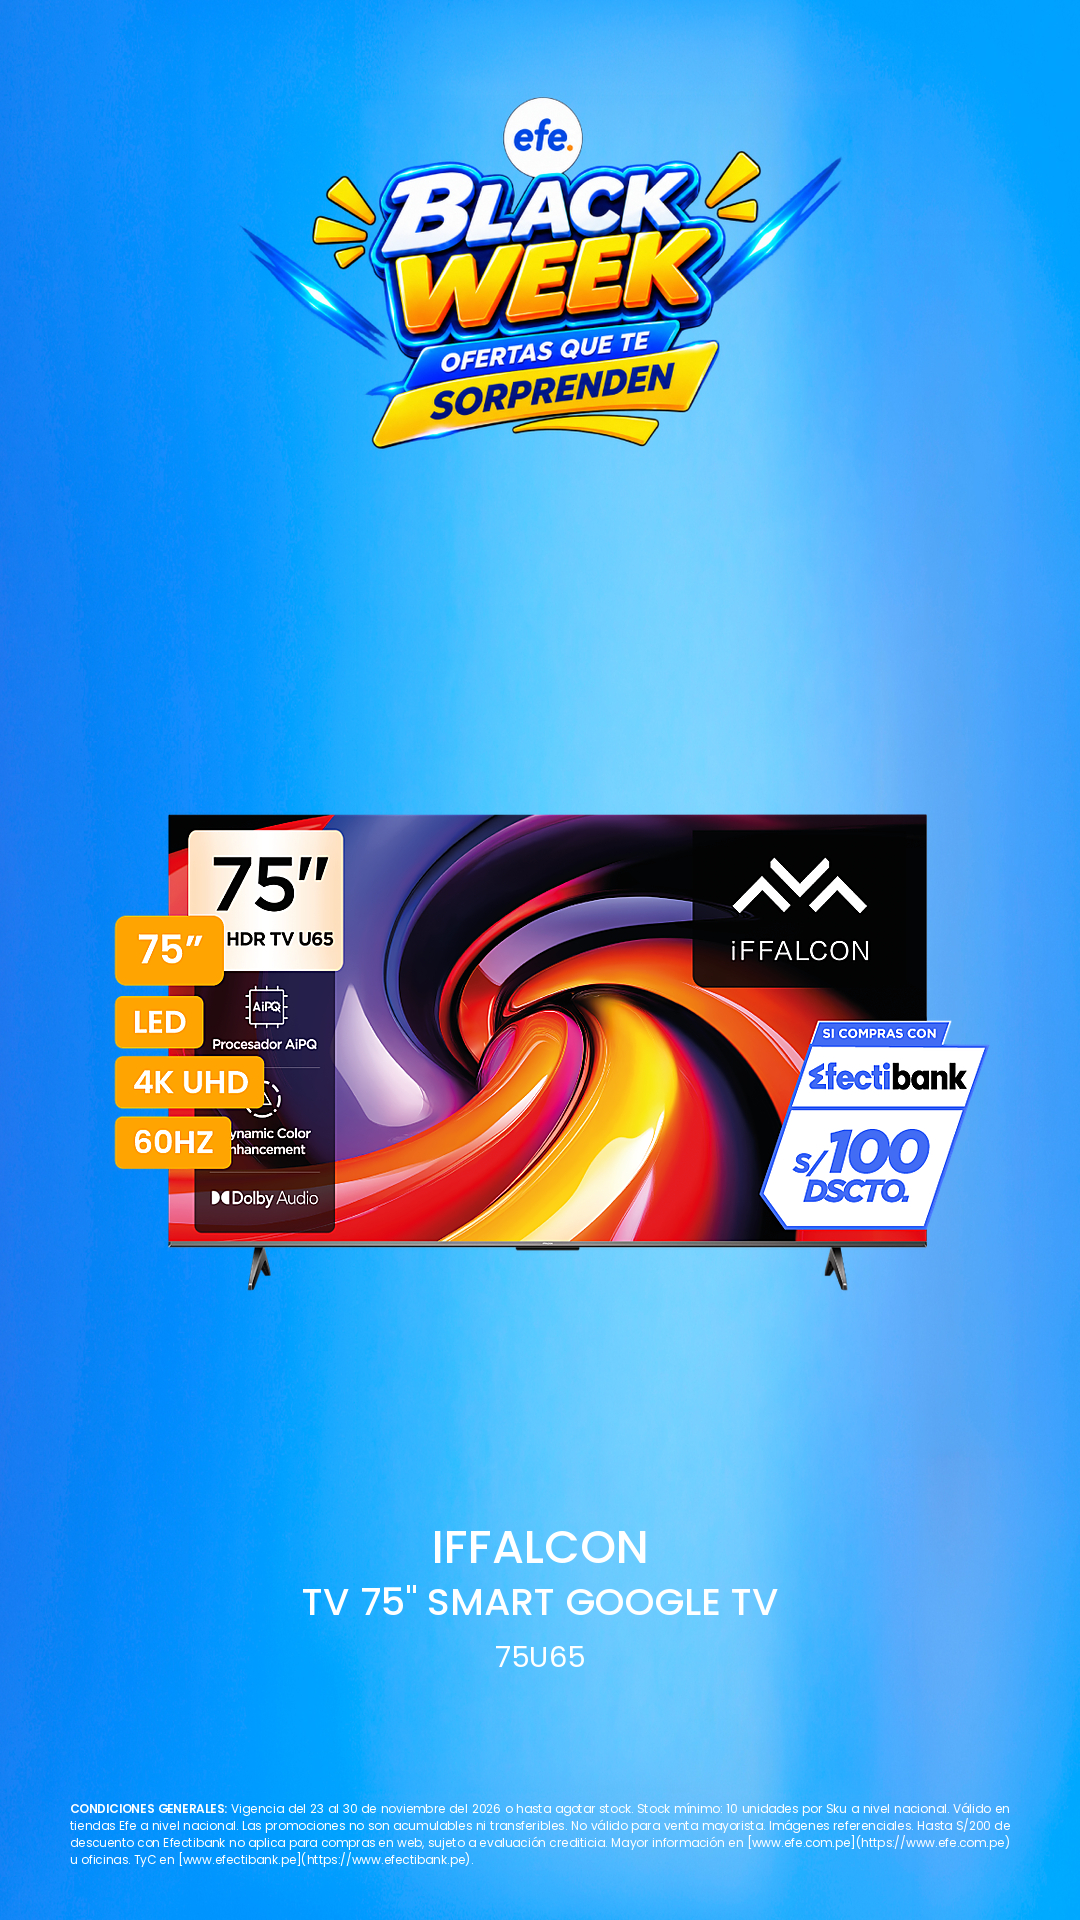 efe.
BLACK
WEEK
OFERTAS QUE TE
SORPRENDEN
75"
HDR TV U65
iFFALCON
75”
LED
4K UHD
60HZ
AiPQ
Procesador AiPQ
ynamic Color
nhancement
Dolby Audio
SI COMPRAS CON
Efectibank
S/100
DSCTO.
IFFALCON
TV 75" SMART GOOGLE TV
75U65
CONDICIONES GENERALES: Vigencia del 23 al 30 de noviembre del 2026 o hasta agotar stock. Stock mínimo: 10 unidades por Sku a nivel nacional. Válido en
tiendas Efe a nivel nacional. Las promociones no son acumulables ni transferibles. No válido para venta mayorista. Imágenes referenciales. Hasta S/200 de
descuento con Efectibank no aplica para compras en web, sujeto a evaluación crediticia. Mayor información en [www.efe.com.pe](https://www.efe.com.pe)
u oficinas. TyC en [www.efectibank.pe](https://www.efectibank.pe).